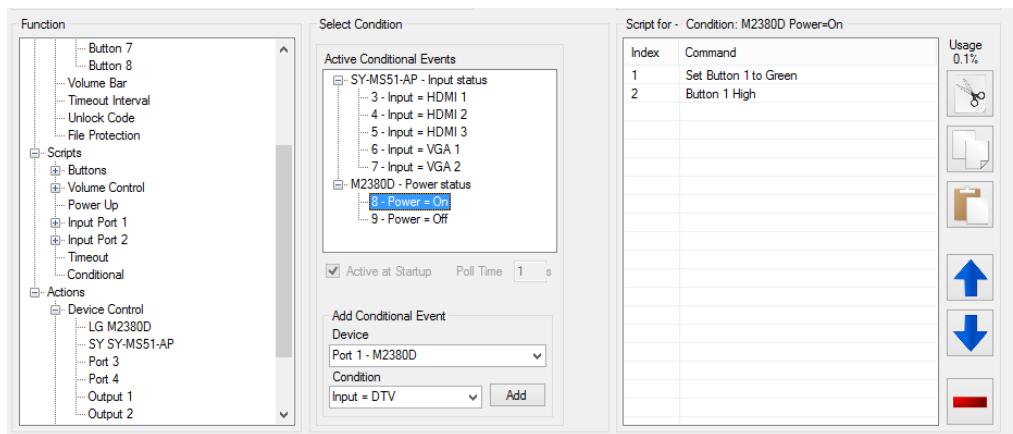 Function
Button 7
Button 8
Volume Bar
Timeout Interval
Unlock Code
File Protection
Scripts
Buttons
Volume Control
Power Up
Input Port 1
Input Port 2
Timeout
Conditional
Actions
Device Control
LG M2380D
SY SY-MS51-AP
Port 3
Port 4
Output 1
Output 2
Select Condition
Active Conditional Events
SY-MS51-AP - Input status
3 - Input = HDMI 1
4 - Input = HDMI 2
5 - Input = HDMI 3
6 - Input = VGA 1
7 - Input = VGA 2
M2380D - Power status
8 - Power = On
9 - Power = Off
Active at Startup Poll Time 1 s
Add Conditional Event
Device
Port 1 - M2380D
Condition
Input = DTV Add
Script for - Condition: M2380D Power=On
Index Command
1 Set Button 1 to Green
2 Button 1 High
Usage
0.1%